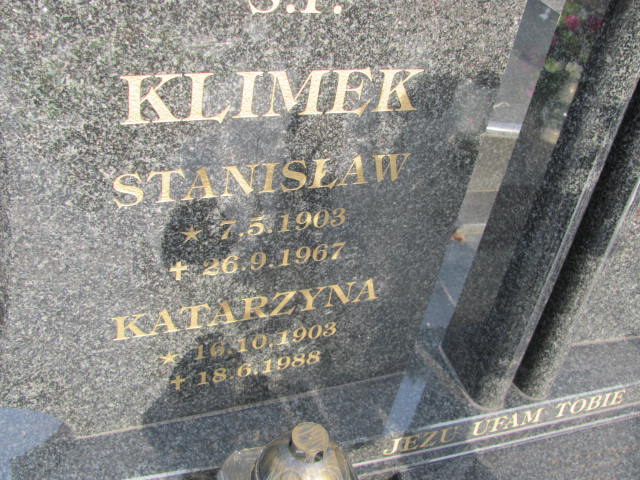 Ś.P.
KLIMEK
STANISŁAW
★ 7.5.1903
✝ 26.9.1967
KATARZYNA
★ 16.10.1903
✝ 18.6.1988
JEZU UFAM TOBIE